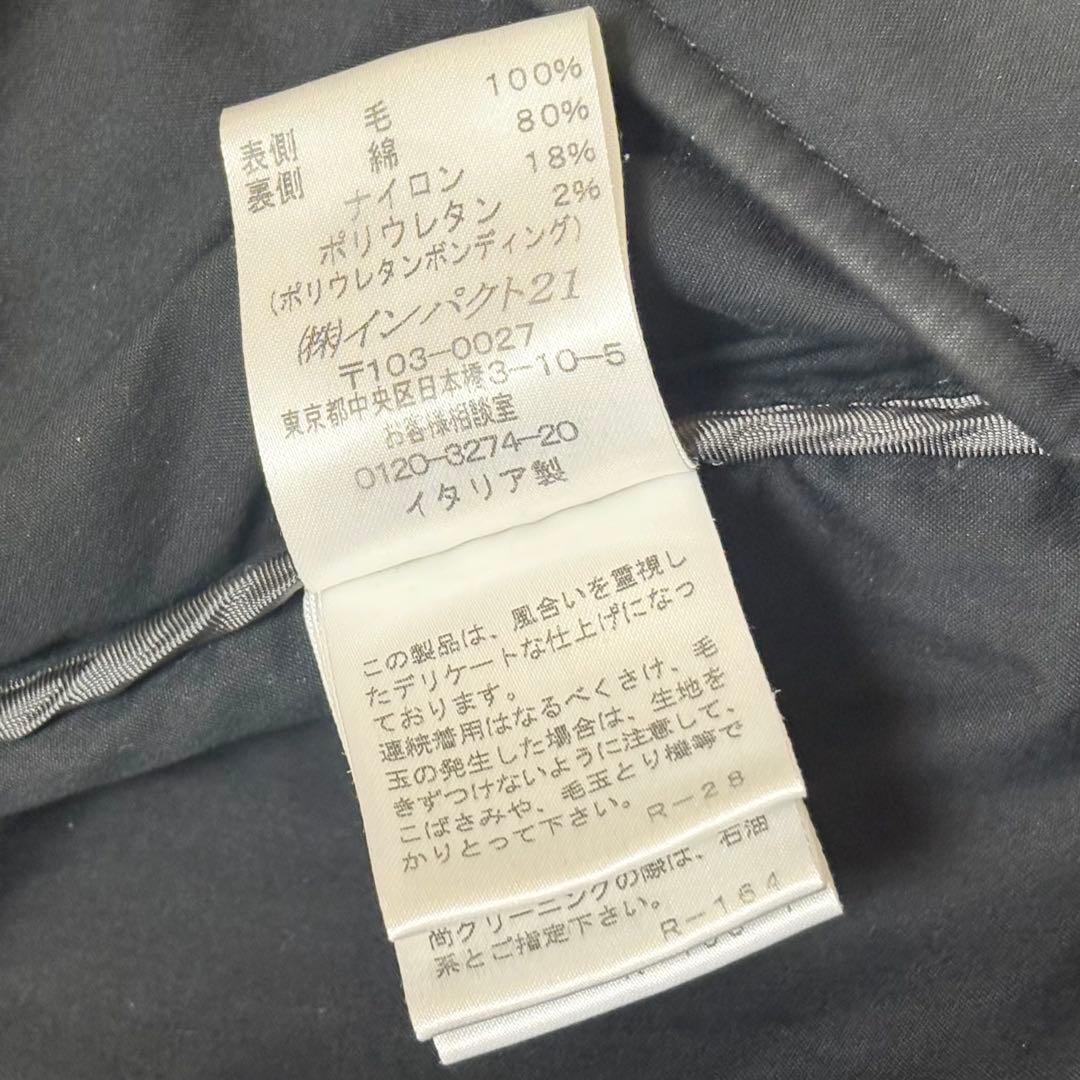 表側 毛 100%
裏側 綿 80%
ナイロン 18%
ポリウレタン 2%
(ポリウレタンボンディング)
㈱インパクト21
〒103-0027
東京都中央区日本橋3-10-5
お客様相談室
0120-3274-20
イタリア製
この製品は、風合いを重視し
たデリケートな仕上げになっ
ております。
連続着用はなるべくさけ、毛
玉の発生した場合は、生地を
きずつけないように注意して、
こばさみや、毛玉とり機等で
かりとって下さい。 R-28
尚クリーニングの際は、石油
系とご指定下さい。 R-164